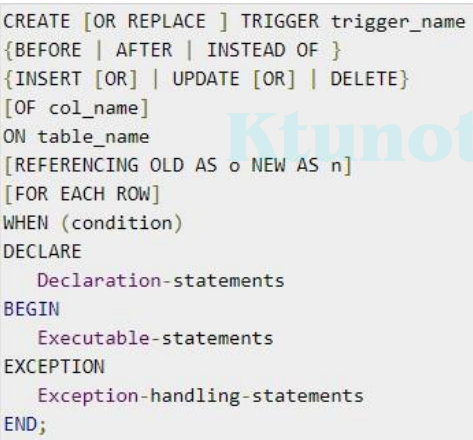 CREATE [OR REPLACE ] TRIGGER trigger_name
{BEFORE | AFTER | INSTEAD OF }
{INSERT [OR] | UPDATE [OR] | DELETE}
[OF col_name]
ON table_name
Ktunot
[REFERENCING OLD AS o NEW AS n]
[FOR EACH ROW]
WHEN (condition)
DECLARE
   Declaration-statements
BEGIN
   Executable-statements
EXCEPTION
   Exception-handling-statements
END;